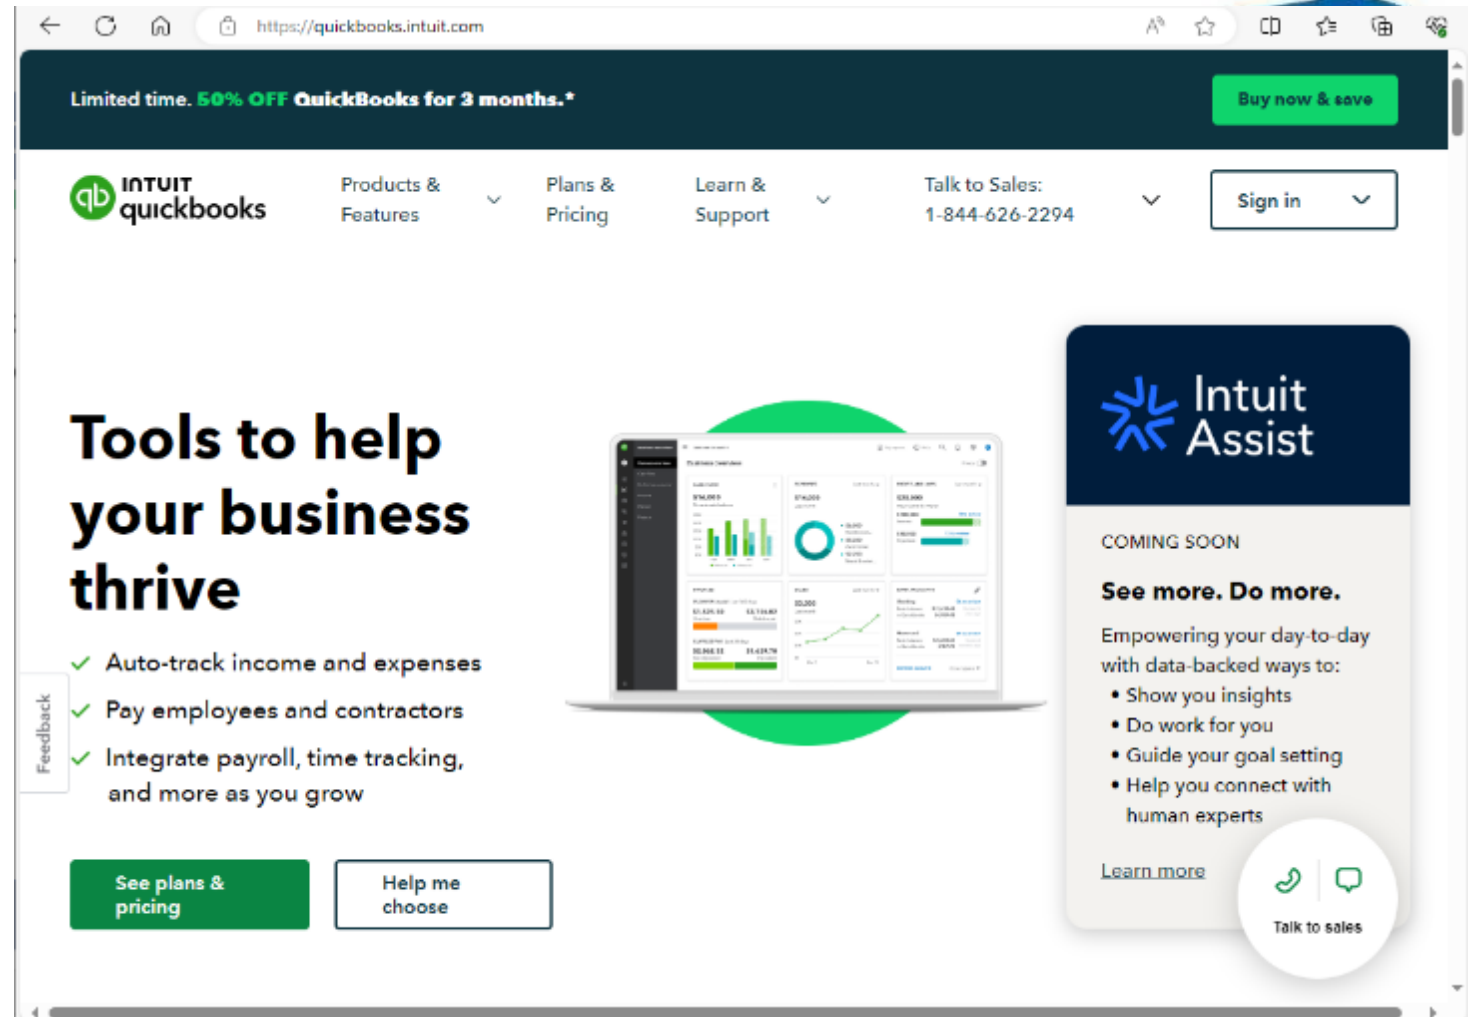 https://quickbooks.intuit.com
Limited time. 50% OFF QuickBooks for 3 months.*
Buy now & save
INTUIT
quickbooks
Products &
Features
Plans &
Pricing
Learn &
Support
Talk to Sales:
1-844-626-2294
Sign in
Tools to help
your business
thrive
Auto-track income and expenses
Pay employees and contractors
Integrate payroll, time tracking,
and more as you grow
See plans &
pricing
Help me
choose
Feedback
$16,000
Intuit
Assist
COMING SOON
See more. Do more.
Empowering your day-to-day
with data-backed ways to:
• Show you insights
• Do work for you
• Guide your goal setting
• Help you connect with
human experts
Learn more
Talk to sales